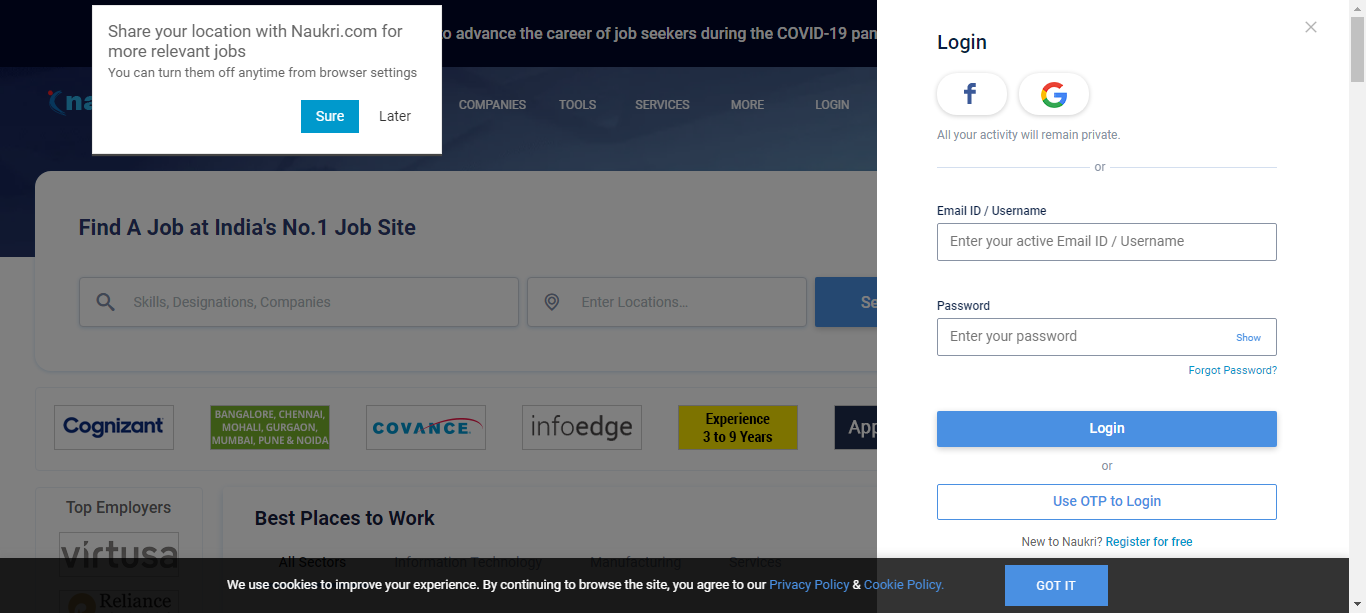 Share your location with Naukri.com for
more relevant jobs
You can turn them off anytime from browser settings
Sure
Later
to advance the career of job seekers during the COVID-19
COMPANIES
TOOLS
SERVICES
MORE
LOGIN
Find A Job at India's No.1 Job Site
Skills, Designations, Companies
Enter Locations...
Cognizant
BANGALORE, CHENNAI,
MOHALI, GURGAON,
MUMBAI, PUNE & NOIDA
COVANCE
infoedge
Experience
3 to 9 Years
Top Employers
virtusa
Reliance
Best Places to Work
All Sectors
Information Technology
Manufacturing
Services
Login
All your activity will remain private.
or
Email ID / Username
Enter your active Email ID / Username
Password
Enter your password
Show
Forgot Password?
Login
or
Use OTP to Login
New to Naukri? Register for free
We use cookies to improve your experience. By continuing to browse the site, you agree to our Privacy Policy & Cookie Policy.
GOT IT